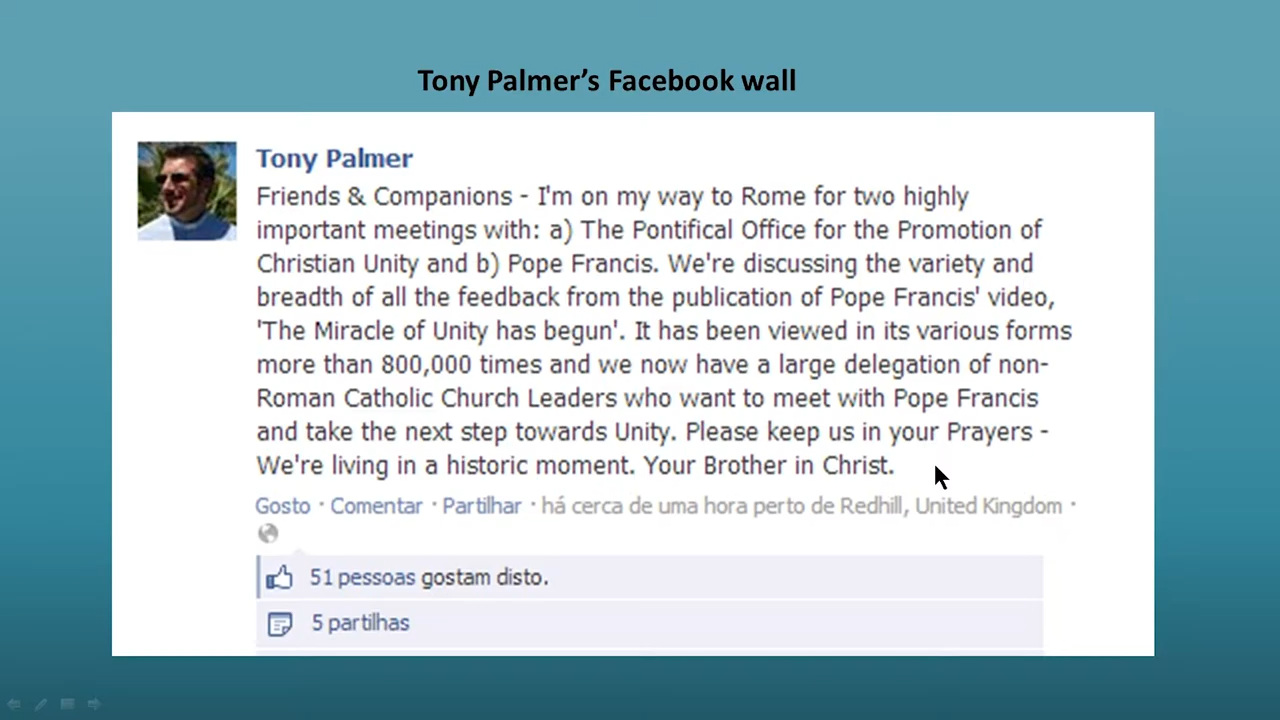 Tony Palmer’s Facebook wall
Tony Palmer
Friends & Companions - I'm on my way to Rome for two highly
important meetings with: a) The Pontifical Office for the Promotion of
Christian Unity and b) Pope Francis. We're discussing the variety and
breadth of all the feedback from the publication of Pope Francis' video,
'The Miracle of Unity has begun'. It has been viewed in its various forms
more than 800,000 times and we now have a large delegation of non-
Roman Catholic Church Leaders who want to meet with Pope Francis
and take the next step towards Unity. Please keep us in your Prayers -
We're living in a historic moment. Your Brother in Christ.
Gosto · Comentar · Partilhar · há cerca de uma hora perto de Redhill, United Kingdom ·
51 pessoas gostam disto.
5 partilhas